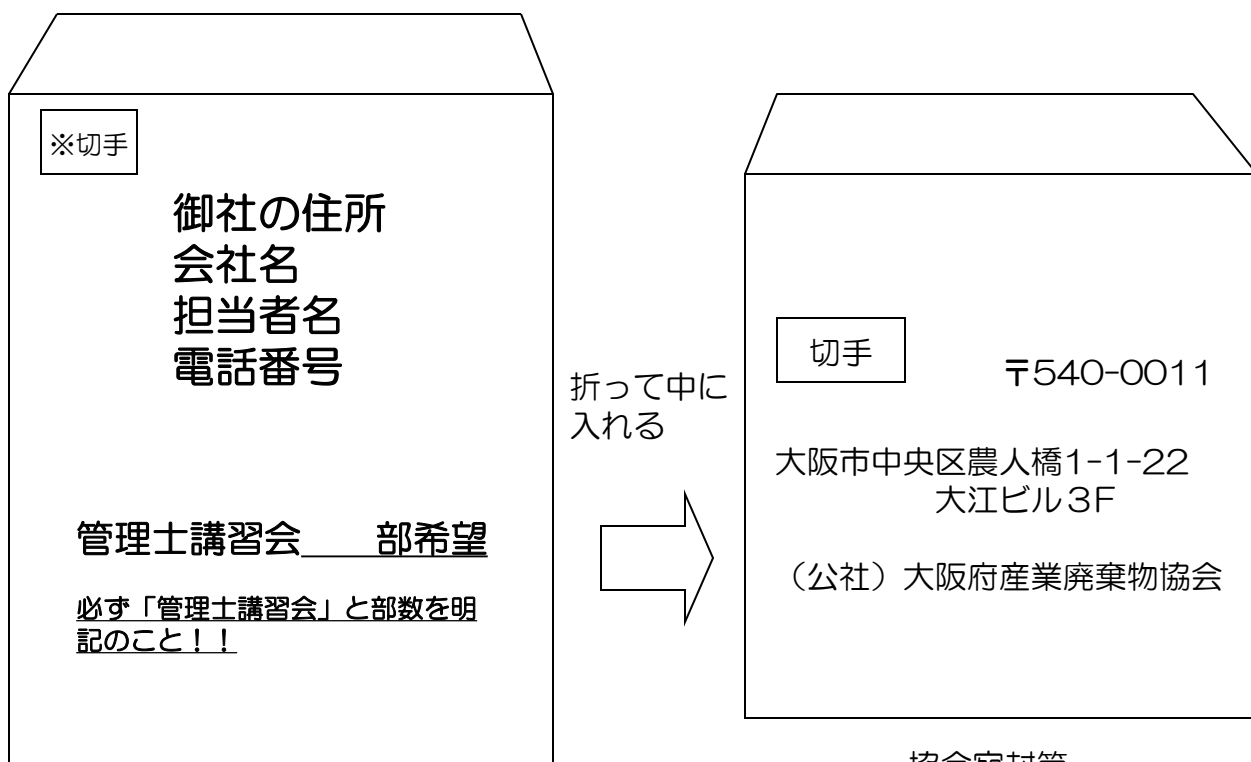 ※切手
御社の住所
会社名
担当者名
電話番号
管理士講習会　　部希望
必ず「管理士講習会」と部数を明
記のこと！！
折って中に
入れる
切手
〒540-0011
大阪市中央区農人橋1-1-22
大江ビル３F
（公社）大阪府産業廃棄物協会